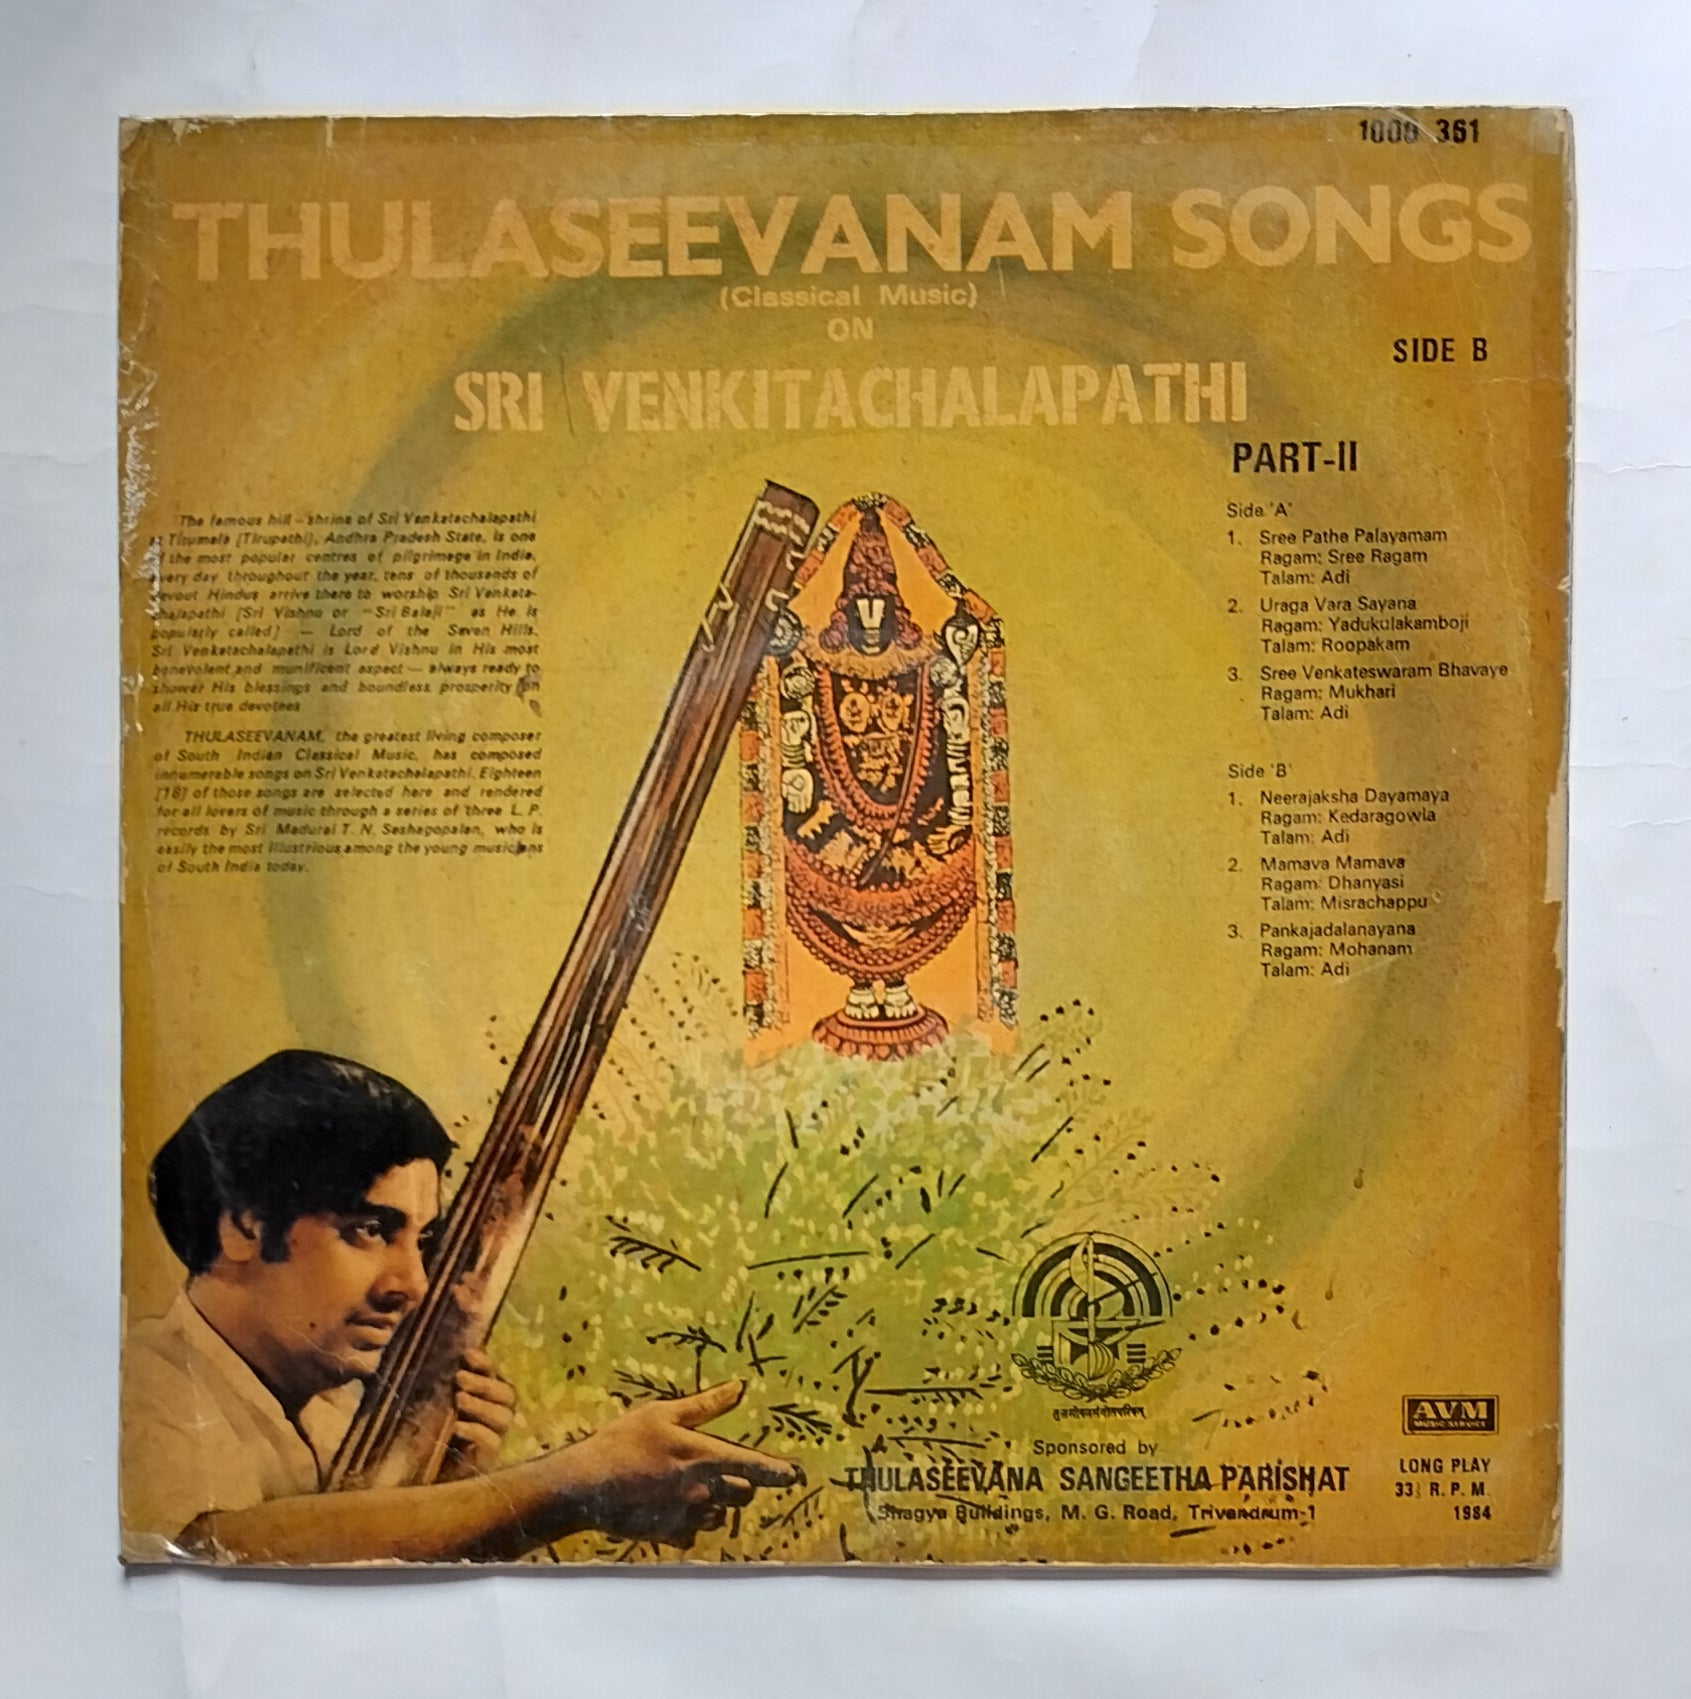 1000 361
THULASEEVANAM SONGS
(Classical Music)
ON
SRI VENKITACHALAPATHI
SIDE B
PART-II
The famous hill – shrine of Sri Venkatachalapathi
Tirumala (Tirupathi), Andhra Pradesh State, is one
of the most popular centres of pilgrimage in India,
every day throughout the year, tens of thousands of
devout Hindus arrive there to worship Sri Venkata-
chalapathi [Sri Vishnu or "Sri Balaji" as He is
popularly called] — Lord of the Seven Hills.
Sri Venkatachalapathi is Lord Vishnu in His most
benevolent and munificent aspect — always ready to
shower His blessings and boundless prosperity on
all His true devotees
THULASEEVANAM, the greatest living composer
of South Indian Classical Music, has composed
innumerable songs on Sri Venkatachalapathi. Eighteen
[18] of those songs are selected here and rendered
for all lovers of music through a series of three L. P.
records by Sri Madurai T. N. Seshagopalan, who is
easily the most illustrious among the young musicians
of South India today.
Side 'A'
1. Sree Pathe Palayamam
Ragam: Sree Ragam
Talam: Adi
2. Uraga Vara Sayana
Ragam: Yadukulakamboji
Talam: Roopakam
3. Sree Venkateswaram Bhavaye
Ragam: Mukhari
Talam: Adi
Side 'B'
1. Neerajaksha Dayamaya
Ragam: Kedaragowla
Talam: Adi
2. Mamava Mamava
Ragam: Dhanyasi
Talam: Misrachappu
3. Pankajadalanayana
Ragam: Mohanam
Talam: Adi
Sponsored by
THULASEEVANA SANGEETHA PARISHAT
Bhagya Buildings, M. G. Road, Trivandrum-1
AVM
MUSIC SERVICE
LONG PLAY
33⅓ R. P. M.
1984